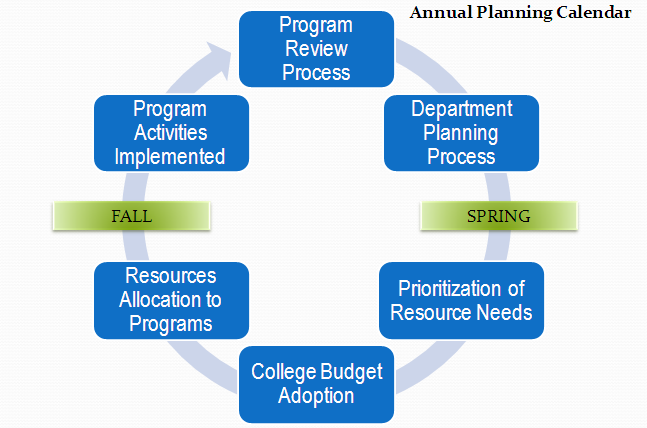 Annual Planning Calendar
Program
Review
Process
Department
Planning
Process
SPRING
Prioritization of
Resource Needs
College Budget
Adoption
Resources
Allocation to
Programs
FALL
Program
Activities
Implemented